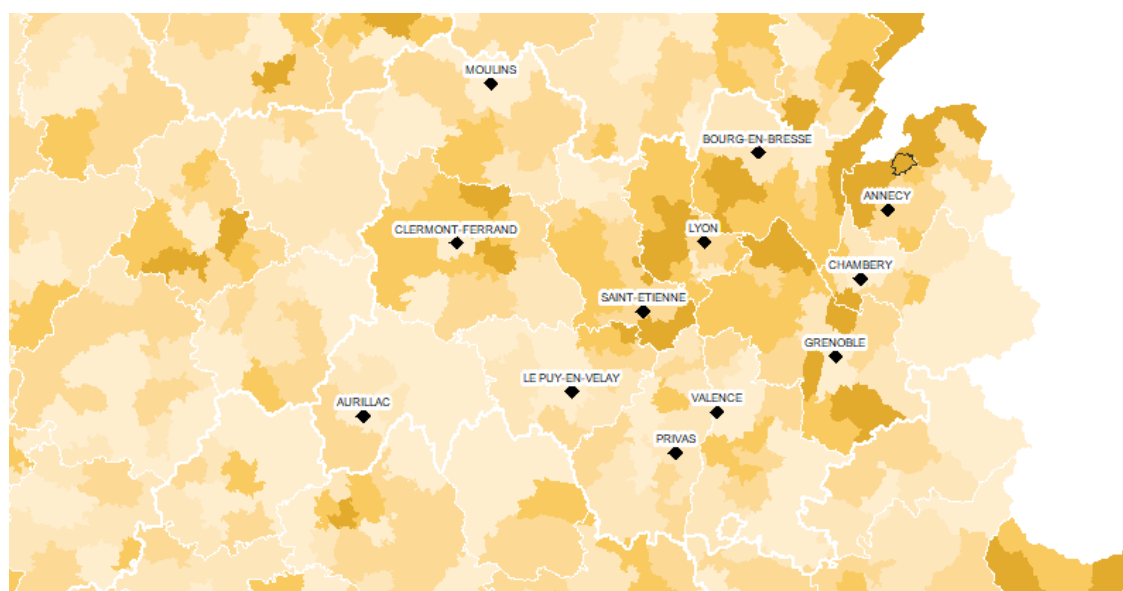 MOULINS
BOURG-EN-BRESSE
ANNECY
CLERMONT-FERRAND
LYON
CHAMBERY
SAINT-ETIENNE
GRENOBLE
LE PUY-EN-VELAY
AURILLAC
VALENCE
PRIVAS